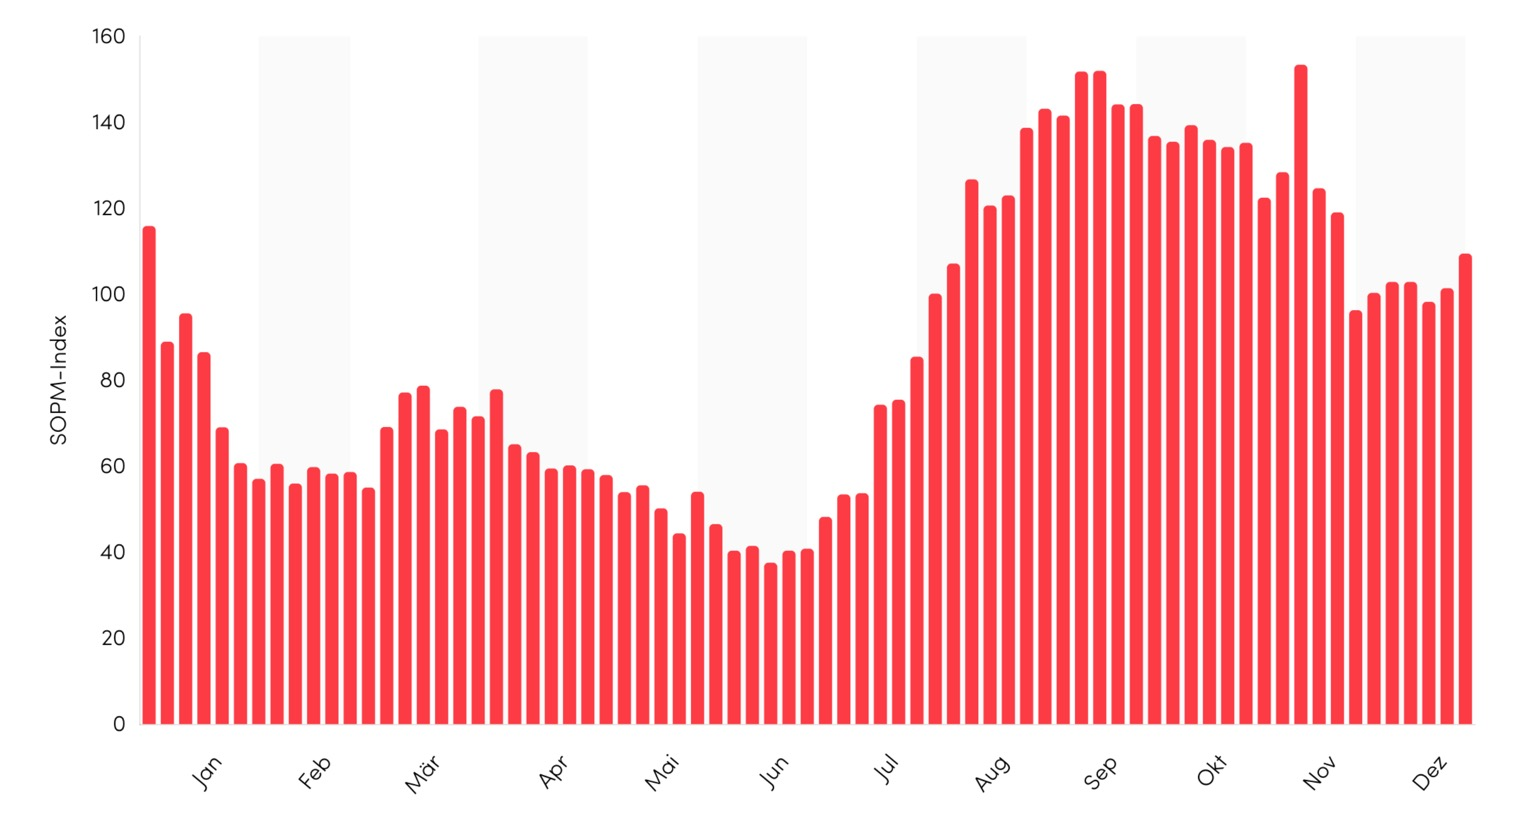 160
140
120
100
80
60
40
20
0
SOPM-Index
Jan
Feb
Mär
Apr
Mai
Jun
Jul
Aug
Sep
Okt
Nov
Dez